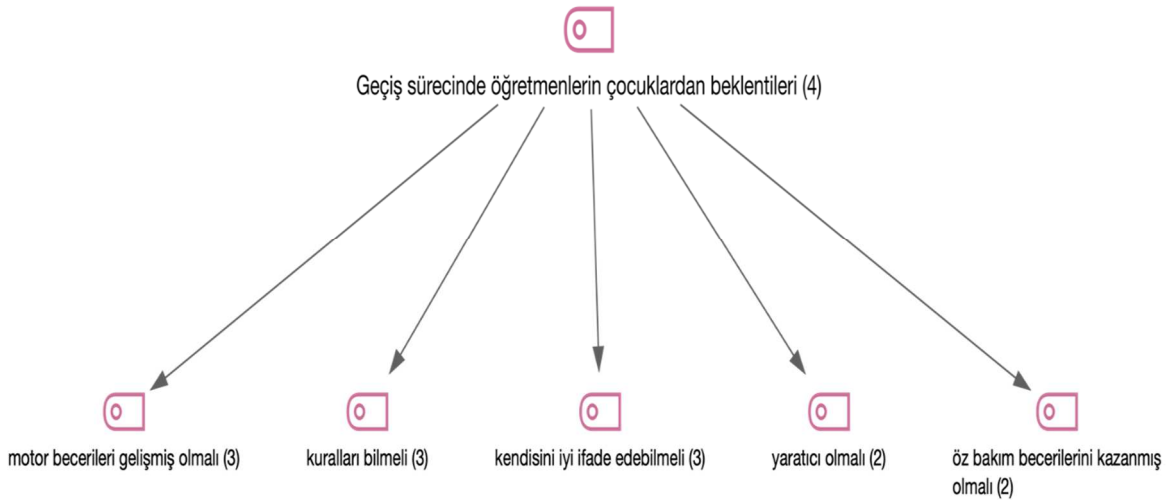 Geçiş sürecinde öğretmenlerin çocuklardan beklentileri (4)
motor becerileri gelişmiş olmalı (3)
kuralları bilmeli (3)
kendisini iyi ifade edebilmeli (3)
yaratıcı olmalı (2)
öz bakım becerilerini kazanmış
olmalı (2)